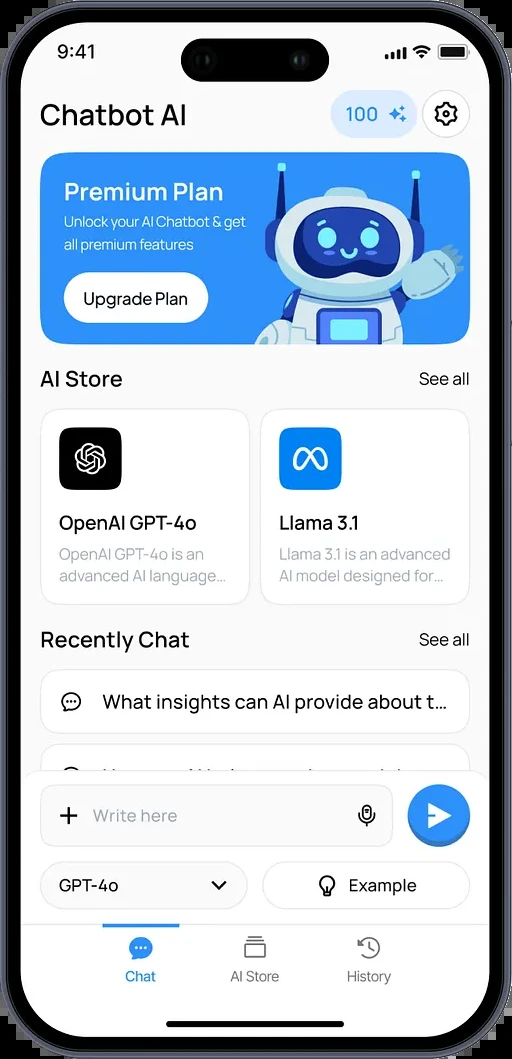 9:41
Chatbot AI
100
Premium Plan
Unlock your AI Chatbot & get
all premium features
Upgrade Plan
AI Store
See all
OpenAI GPT-4o
OpenAI GPT-4o is an
advanced AI language...
Llama 3.1
Llama 3.1 is an advanced
AI model designed for...
Recently Chat
See all
What insights can AI provide about t...
Write here
GPT-4o
Example
Chat
AI Store
History